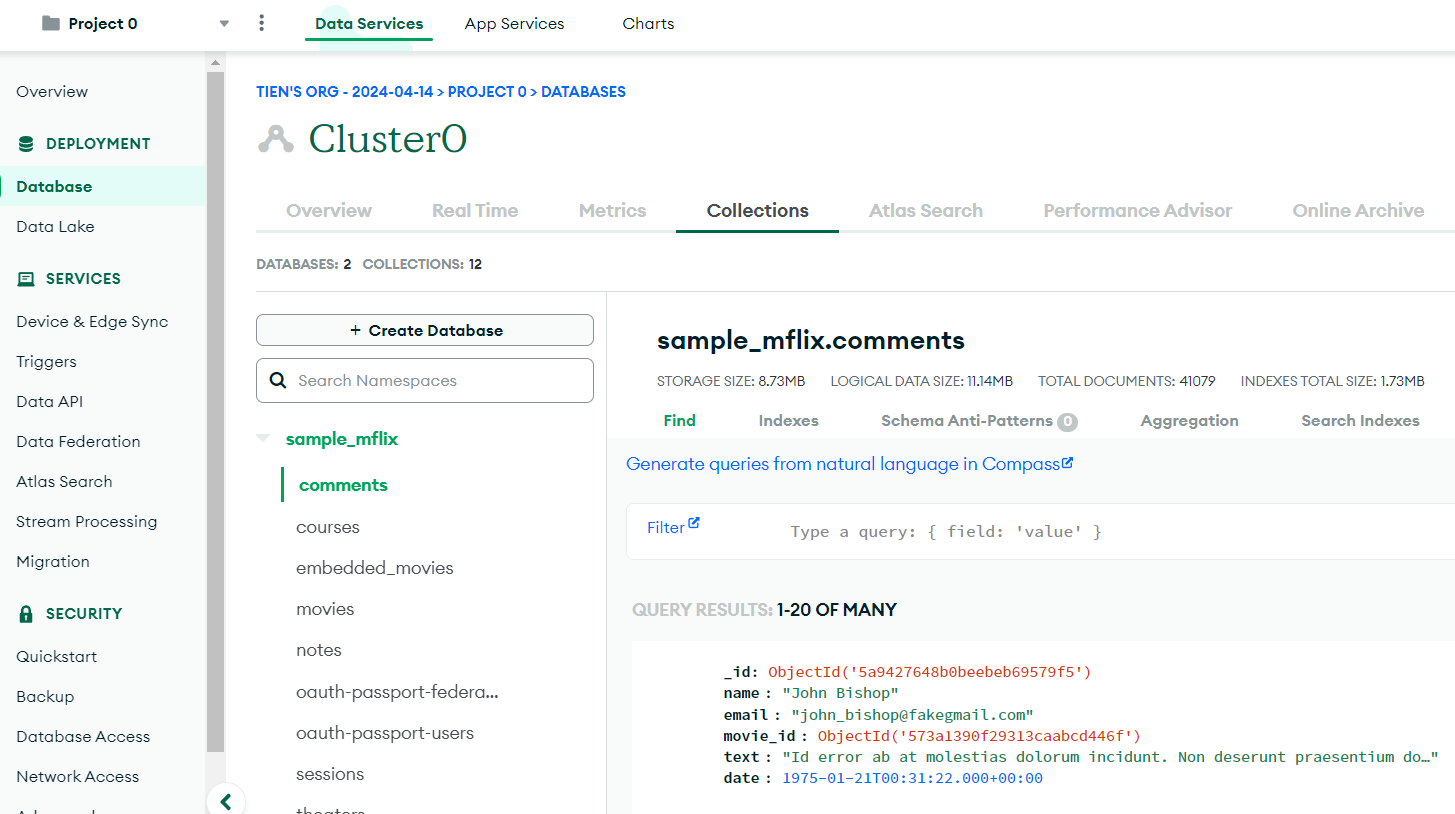 Project 0
Data Services
App Services
Charts
Overview
DEPLOYMENT
Database
Data Lake
SERVICES
Device & Edge Sync
Triggers
Data API
Data Federation
Atlas Search
Stream Processing
Migration
SECURITY
Quickstart
Backup
Database Access
Network Access
TIEN'S ORG - 2024-04-14 > PROJECT 0 > DATABASES
Cluster0
Overview
Real Time
Metrics
Collections
Atlas Search
Performance Advisor
Online Archive
DATABASES: 2 COLLECTIONS: 12
+ Create Database
Search Namespaces
sample_mflix
comments
courses
embedded_movies
movies
notes
oauth-passport-federa...
oauth-passport-users
sessions
theaters
sample_mflix.comments
STORAGE SIZE: 8.73MB LOGICAL DATA SIZE: 11.14MB TOTAL DOCUMENTS: 41079 INDEXES TOTAL SIZE: 1.73MB
Find
Indexes
Schema Anti-Patterns 0
Aggregation
Search Indexes
Generate queries from natural language in Compass
Filter
Type a query: { field: 'value' }
QUERY RESULTS: 1-20 OF MANY
_id: ObjectId('5a9427648b0beebeb69579f5')
name : "John Bishop"
email : "john_bishop@fakegmail.com"
movie_id : ObjectId('573a1390f29313caabcd446f')
text : "Id error ab at molestias dolorum incidunt. Non deserunt praesentium do…"
date : 1975-01-21T00:31:22.000+00:00